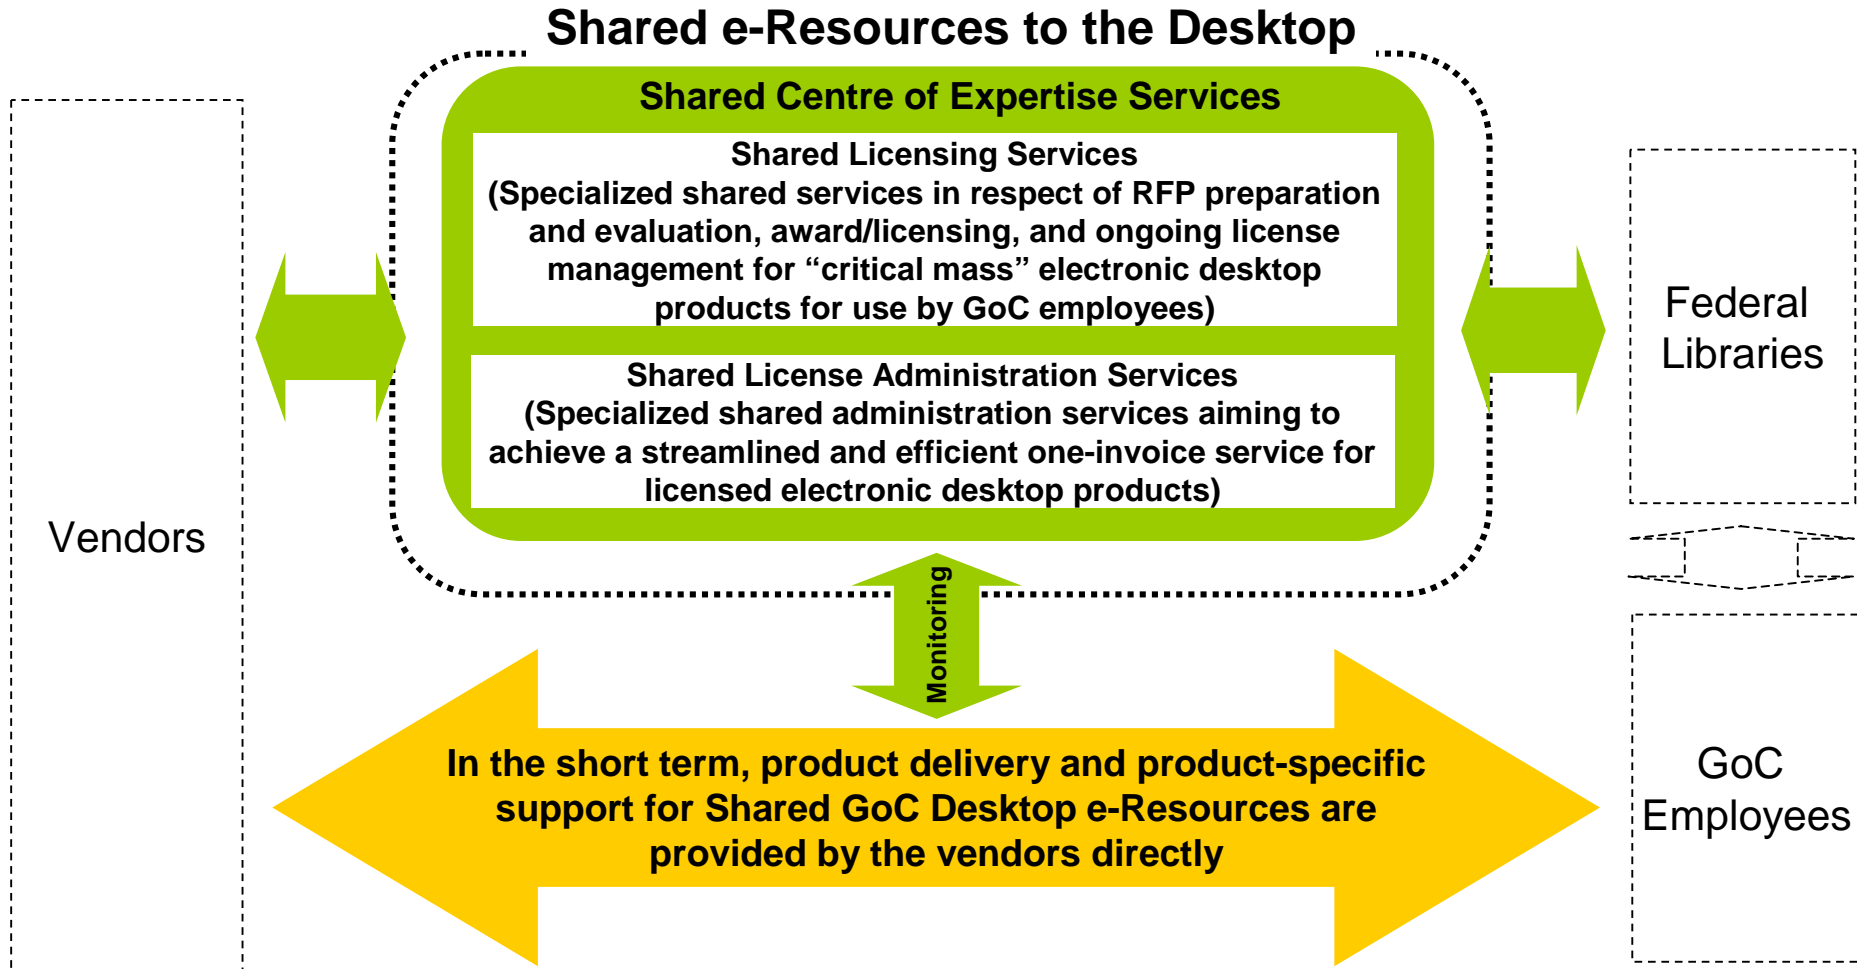 Shared e-Resources to the Desktop
Shared Centre of Expertise Services
Shared Licensing Services
(Specialized shared services in respect of RFP preparation
and evaluation, award/licensing, and ongoing license
management for “critical mass” electronic desktop
products for use by GoC employees)
Shared License Administration Services
(Specialized shared administration services aiming to
achieve a streamlined and efficient one-invoice service for
licensed electronic desktop products)
Vendors
Federal
Libraries
Monitoring
In the short term, product delivery and product-specific
support for Shared GoC Desktop e-Resources are
provided by the vendors directly
GoC
Employees